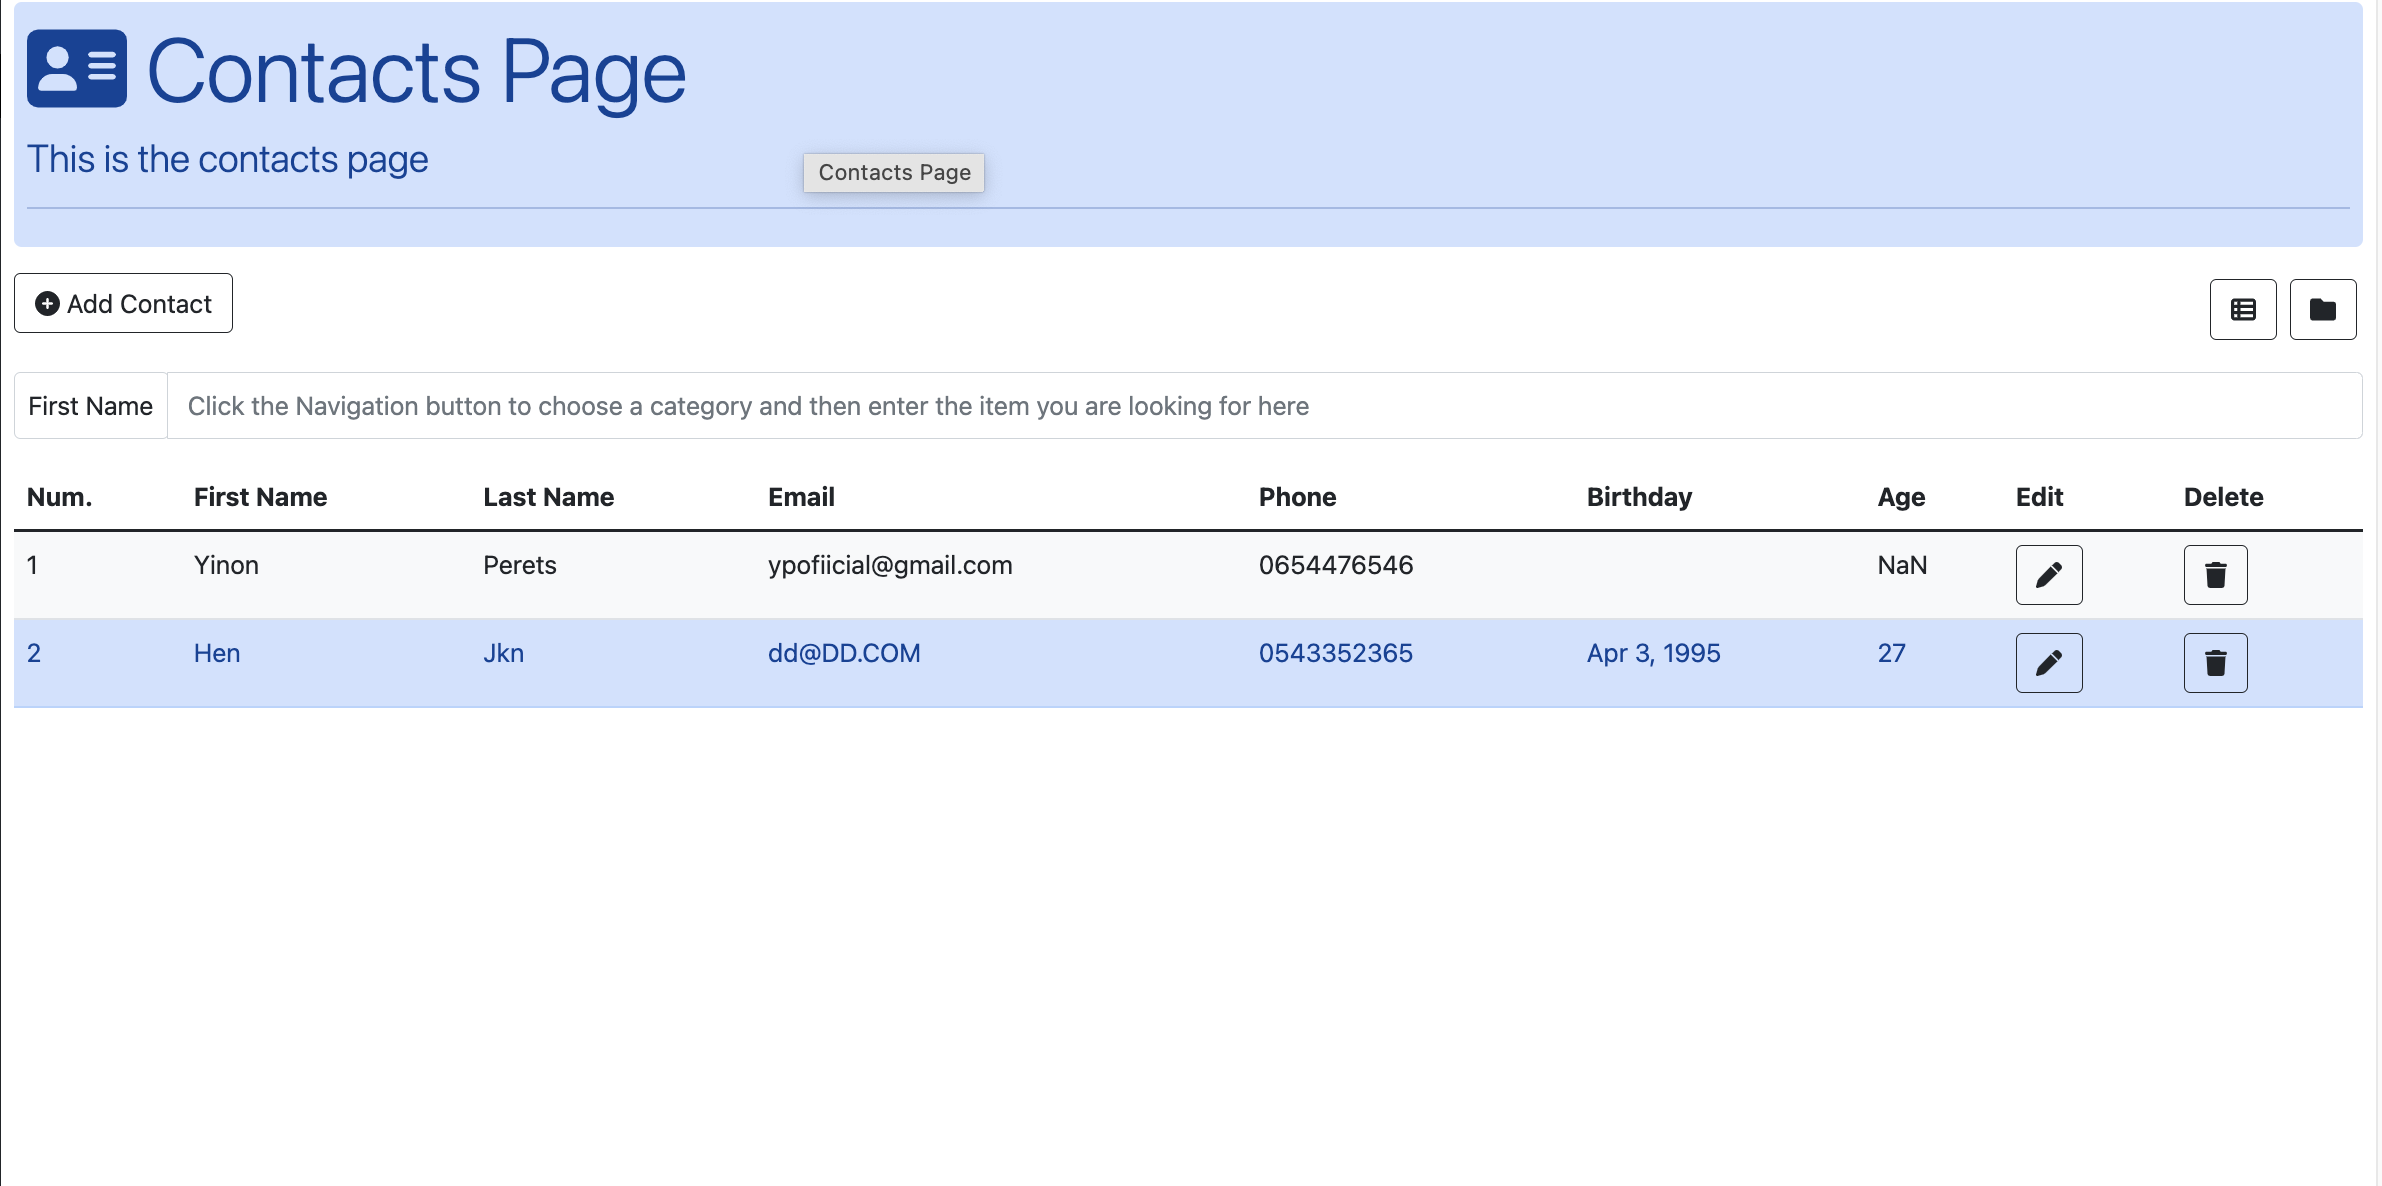 Contacts Page
This is the contacts page
Contacts Page
Add Contact
First Name Click the Navigation button to choose a category and then enter the item you are looking for here
Num. First Name Last Name Email Phone Birthday Age Edit Delete
1 Yinon Perets ypofiicial@gmail.com 0654476546 NaN
2 Hen Jkn dd@DD.COM 0543352365 Apr 3, 1995 27